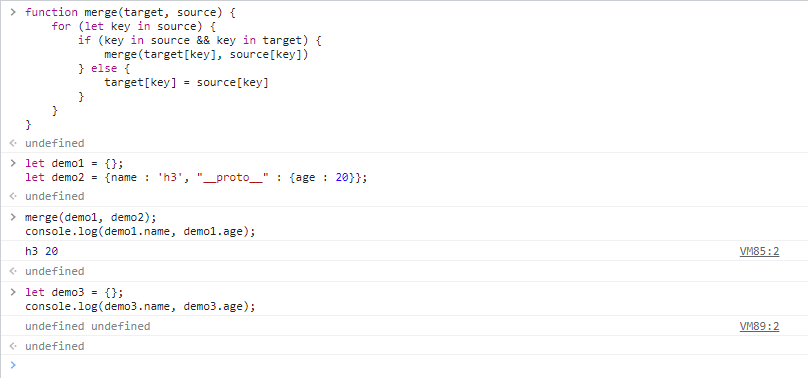 > function merge(target, source) {
for (let key in source) {
if (key in source && key in target) {
merge(target[key], source[key])
} else {
target[key] = source[key]
}
}
}
< undefined
> let demo1 = {};
let demo2 = {name : 'h3', "__proto__" : {age : 20}};
< undefined
> merge(demo1, demo2);
console.log(demo1.name, demo1.age);
h3 20 VM85:2
< undefined
> let demo3 = {};
console.log(demo3.name, demo3.age);
undefined undefined VM89:2
< undefined
>